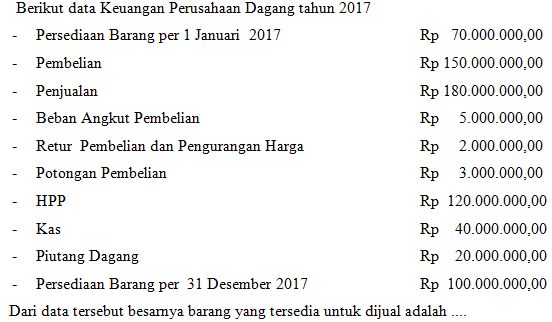 Berikut data Keuangan Perusahaan Dagang tahun 2017
- Persediaan Barang per 1 Januari 2017 Rp 70.000.000,00
- Pembelian Rp 150.000.000,00
- Penjualan Rp 180.000.000,00
- Beban Angkut Pembelian Rp 5.000.000,00
- Retur Pembelian dan Pengurangan Harga Rp 2.000.000,00
- Potongan Pembelian Rp 3.000.000,00
- HPP Rp 120.000.000,00
- Kas Rp 40.000.000,00
- Piutang Dagang Rp 20.000.000,00
- Persediaan Barang per 31 Desember 2017 Rp 100.000.000,00
Dari data tersebut besarnya barang yang tersedia untuk dijual adalah ....